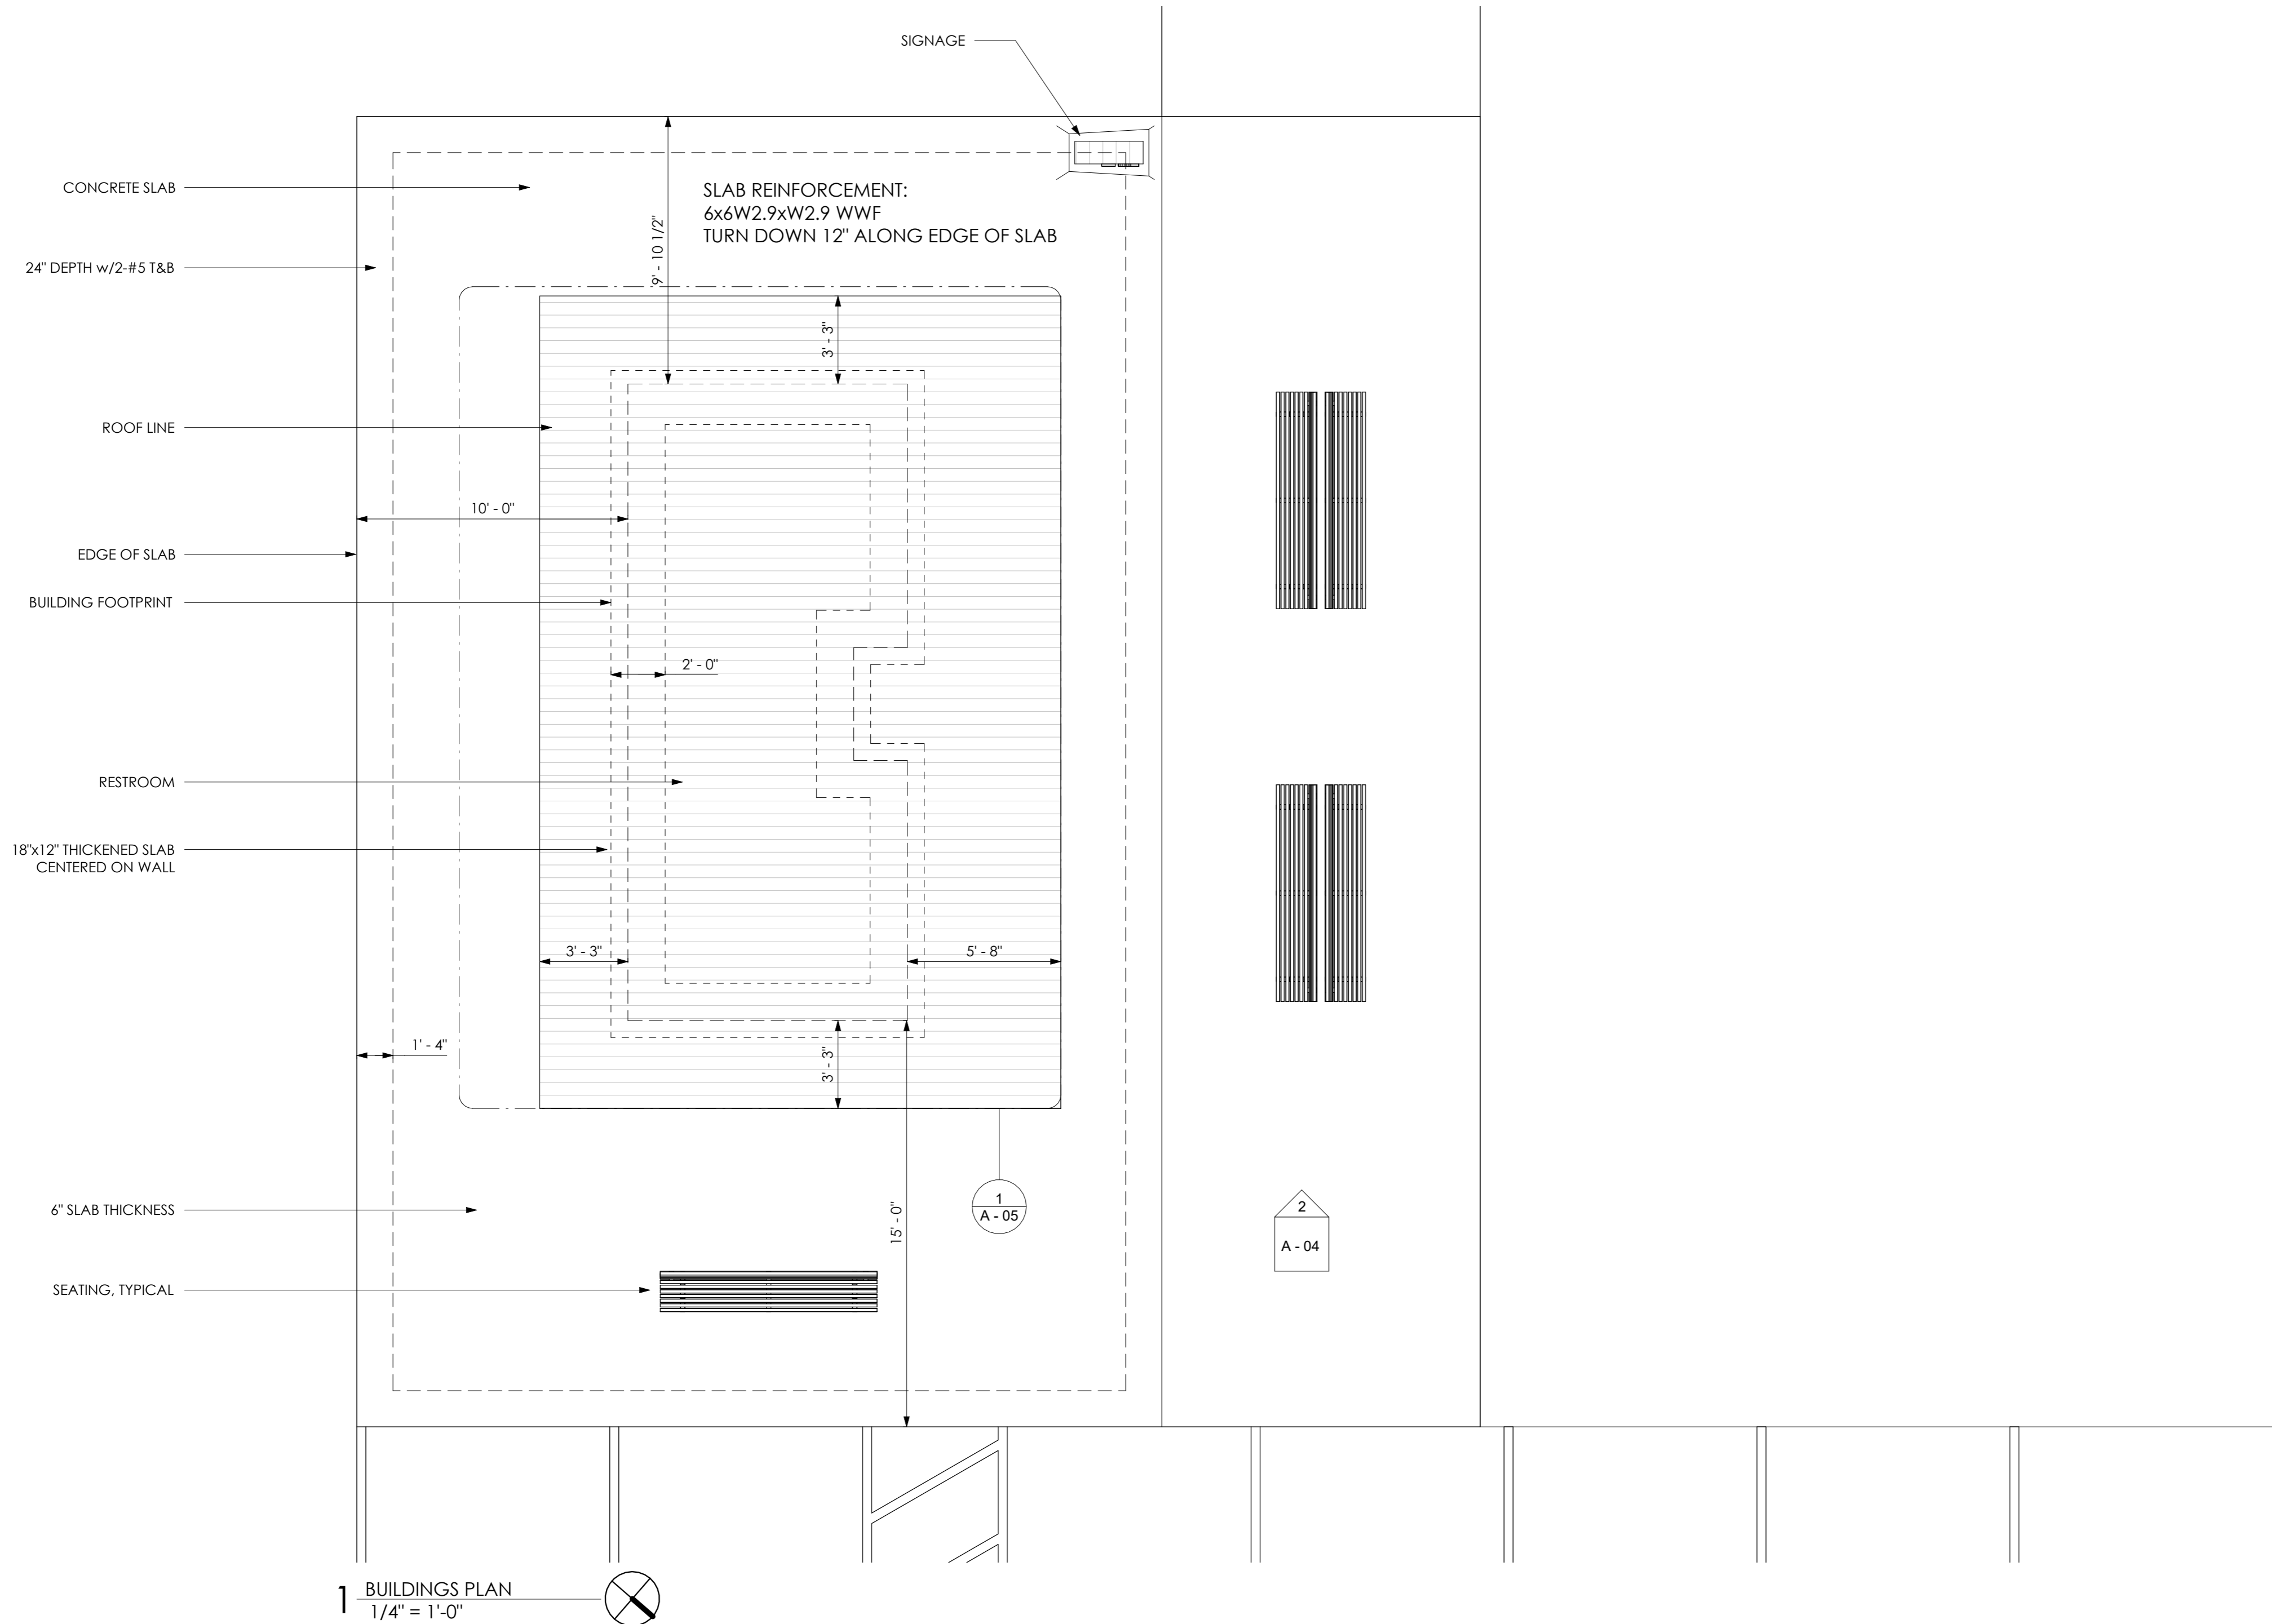 SIGNAGE
CONCRETE SLAB
SLAB REINFORCEMENT:
6x6W2.9xW2.9 WWF
TURN DOWN 12" ALONG EDGE OF SLAB
9' - 10 1/2"
24" DEPTH w/2-#5 T&B
3' - 3"
ROOF LINE
10' - 0"
EDGE OF SLAB
BUILDING FOOTPRINT
2' - 0"
RESTROOM
18"x12" THICKENED SLAB
CENTERED ON WALL
3' - 3"
5' - 8"
1' - 4"
3' - 3"
6" SLAB THICKNESS
15' - 0"
1
A - 05
2
A - 04
SEATING, TYPICAL
1
BUILDINGS PLAN
1/4" = 1'-0"